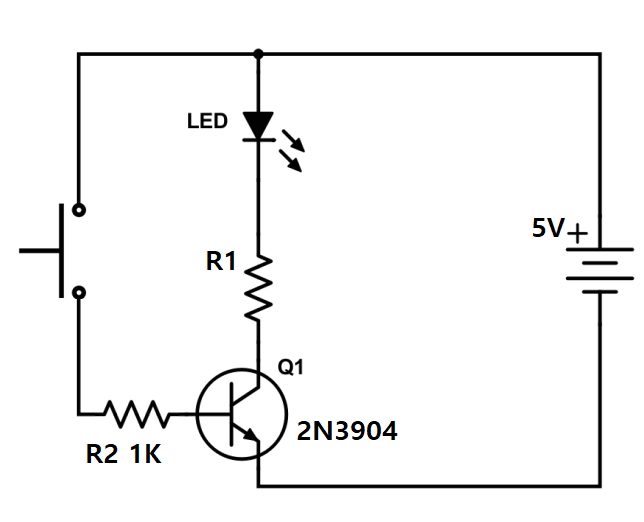 LED
5V+
R1
Q1
2N3904
R2 1K